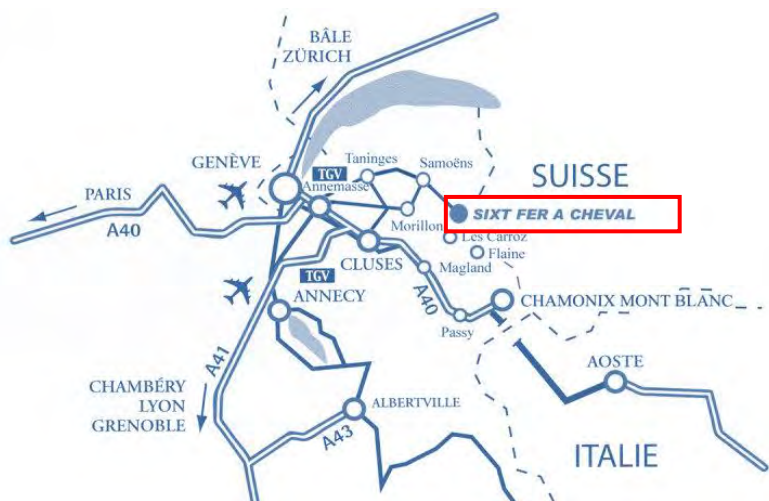 BÂLE
ZÜRICH
GENÈVE
TGV
Taninges
Samoëns
SUISSE
Annemasse
PARIS
A40
Morillon
SIXT FER A CHEVAL
Les Carroz
Flaine
CLUSES
Magland
TGV
ANNECY
A40
CHAMONIX MONT BLANC
Passy
A41
AOSTE
CHAMBÉRY
LYON
GRENOBLE
ALBERTVILLE
A43
ITALIE